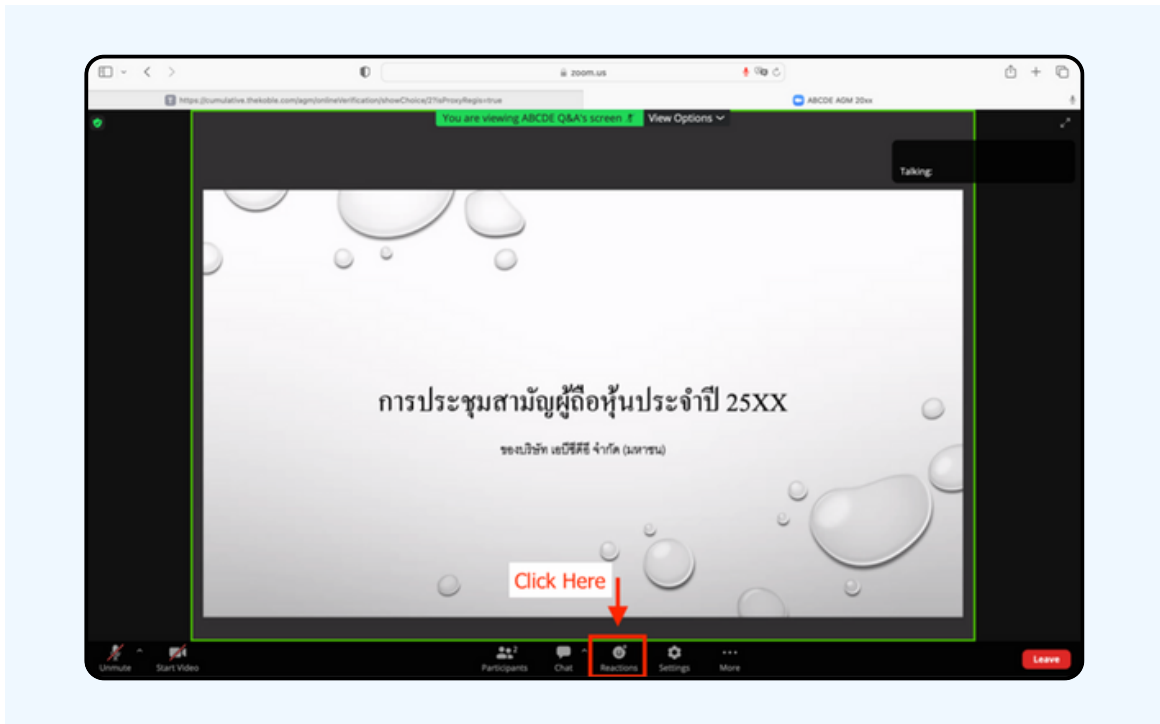 zoom.us
https://cumulative.thekoble.com/agm/onlineVerification/showChoice/2?isProxyRegis=true
ABCDE AGM 20xx
You are viewing ABCDE Q&A's screen
View Options
Talking:
การประชุมสามัญผู้ถือหุ้นประจำปี 25XX
ของบริษัท เอบีซีดีอี จำกัด (มหาชน)
Click Here
Unmute
Start Video
Participants 2
Chat
Reactions
Settings
More
Leave